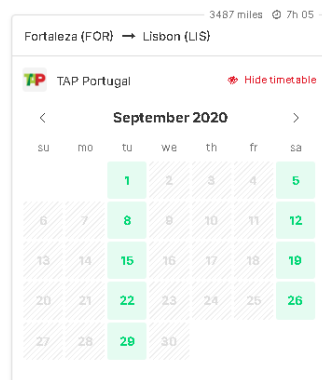 3487 miles 7h 05
Fortaleza {FOR} → Lisbon {LIS}
TAP TAP Portugal Hide timetable
September 2020
su mo tu we th fr sa
1 2 3 4 5
6 7 8 9 10 11 12
13 14 15 16 17 18 19
20 21 22 23 24 25 26
27 28 29 30